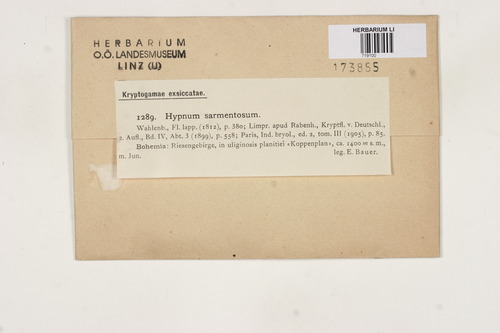 HERBARIUM
O.Ö. LANDESMUSEUM
LINZ (LI)
HERBARIUM LI
719100
173855
Kryptogamae exsiccatae.
1289. Hypnum sarmentosum.
Wahlenb., Fl. lapp. (1812), p. 380; Limpr. apud Rabenh., Kryptfl. v. Deutschl.,
2. Aufl., Bd. IV, Abt. 3 (1899), p. 558; Paris, Ind. bryol., ed. 2, tom. III (1905), p. 85.
Bohemia: Riesengebirge, in uliginosis planitiei «Koppenplan», ca. 1400 m s. m.,
m. Jun. leg. E. Bauer.